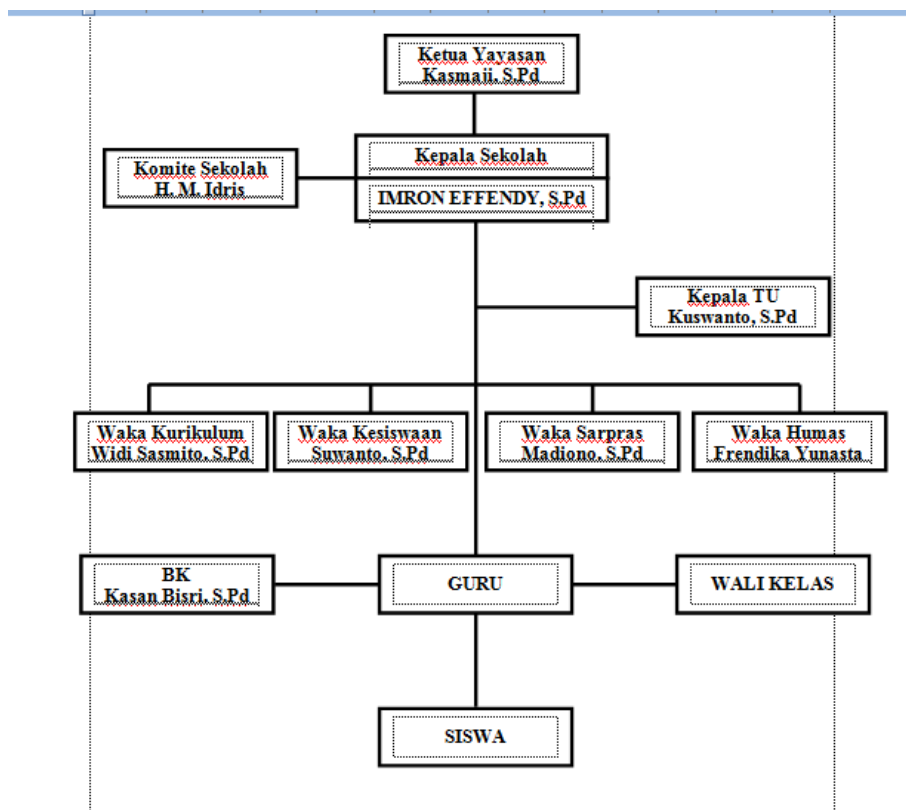 Ketua Yayasan
Kasmaji, S.Pd
Kepala Sekolah
Komite Sekolah
H. M. Idris
IMRON EFFENDY, S.Pd
Kepala TU
Kuswanto, S.Pd
Waka Kurikulum
Widi Sasmito, S.Pd
Waka Kesiswaan
Suwanto, S.Pd
Waka Sarpras
Madiono, S.Pd
Waka Humas
Frendika Yunasta
BK
Kasan Bisri, S.Pd
GURU
WALI KELAS
SISWA